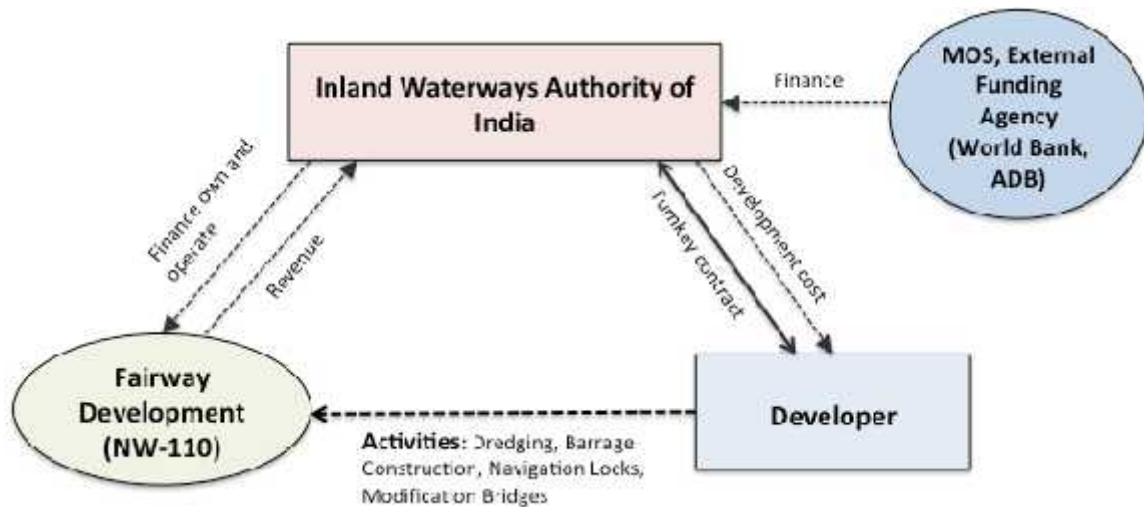 MOS, External
Funding
Agency
(World Bank,
ADB)
Finance
Inland Waterways Authority of
India
Finance own and
operate
Revenue
Turnkey contract
Development cost
Fairway
Development
(NW-110)
Developer
Activities: Dredging, Barrage
Construction, Navigation Locks,
Modification Bridges